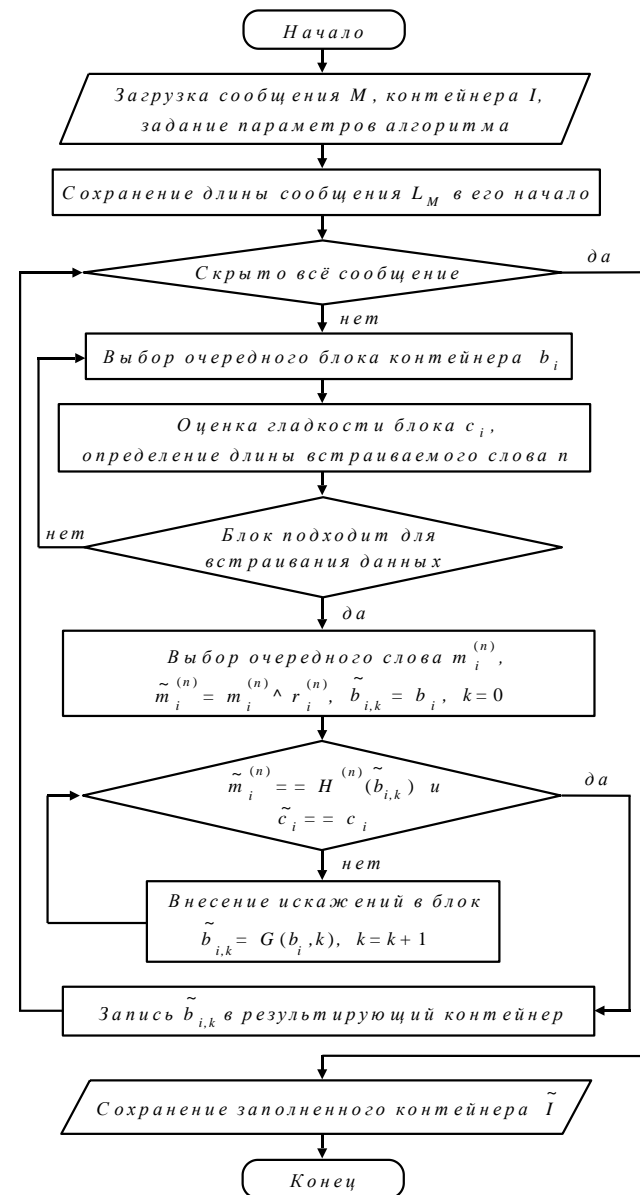 Начало
Загрузка сообщения M, контейнера I,
задание параметров алгоритма
Сохранение длины сообщения L_M в его начало
Скрыто всё сообщение
да
нет
Выбор очередного блока контейнера b_i
Оценка гладкости блока c_i,
определение длины встраиваемого слова n
нет
Блок подходит для
встраивания данных
да
Выбор очередного слова m_i^(n),
m̃_i^(n) = m_i^(n) ^ r_i^(n), b̃_i,k = b_i, k=0
m̃_i^(n) == H^(n)(b̃_i,k) и
c̃_i == c_i
да
нет
Внесение искажений в блок
b̃_i,k = G(b_i,k), k=k+1
Запись b̃_i,k в результирующий контейнер
Сохранение заполненного контейнера Ĩ
Конец